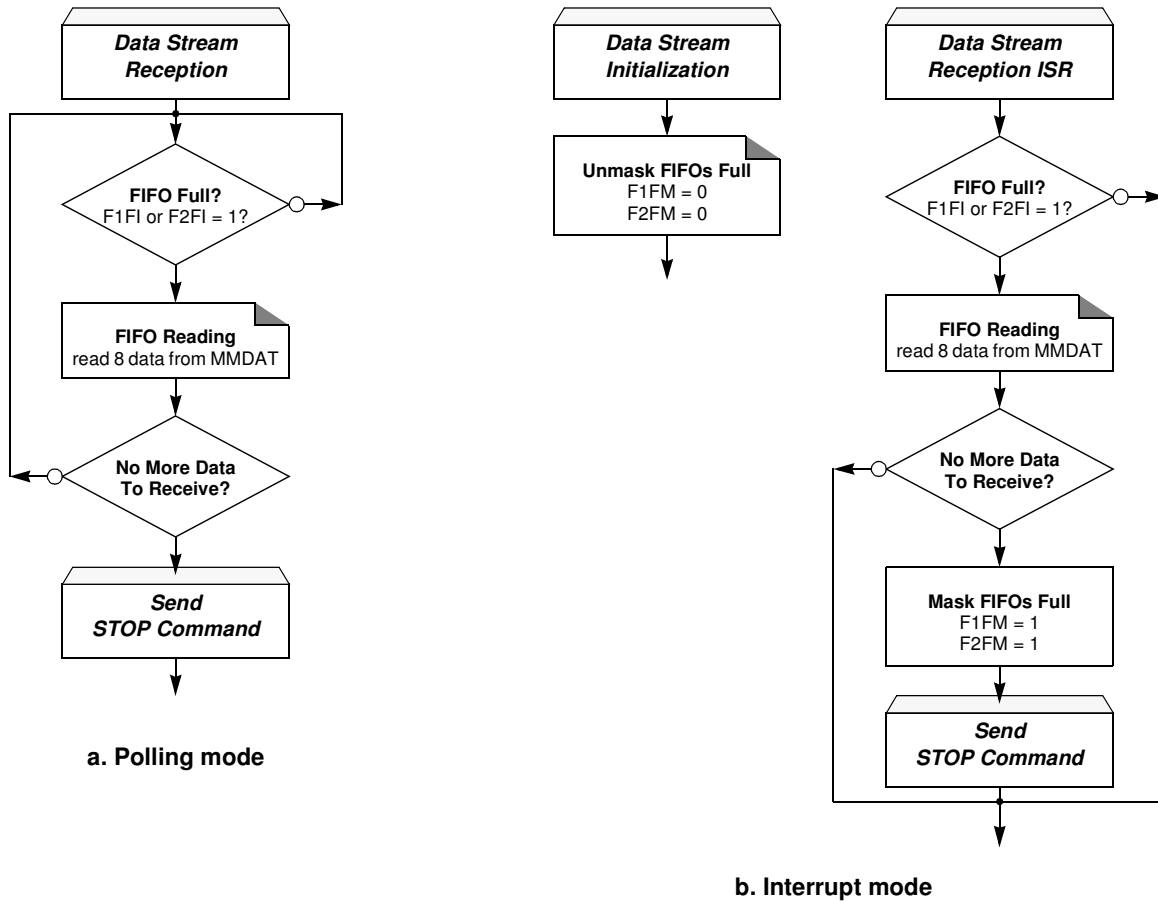 Data Stream
Reception
FIFO Full?
F1FI or F2FI = 1?
FIFO Reading
read 8 data from MMDAT
No More Data
To Receive?
Send
STOP Command
a. Polling mode
Data Stream
Initialization
Unmask FIFOs Full
F1FM = 0
F2FM = 0
Data Stream
Reception ISR
FIFO Full?
F1FI or F2FI = 1?
FIFO Reading
read 8 data from MMDAT
No More Data
To Receive?
Mask FIFOs Full
F1FM = 1
F2FM = 1
Send
STOP Command
b. Interrupt mode